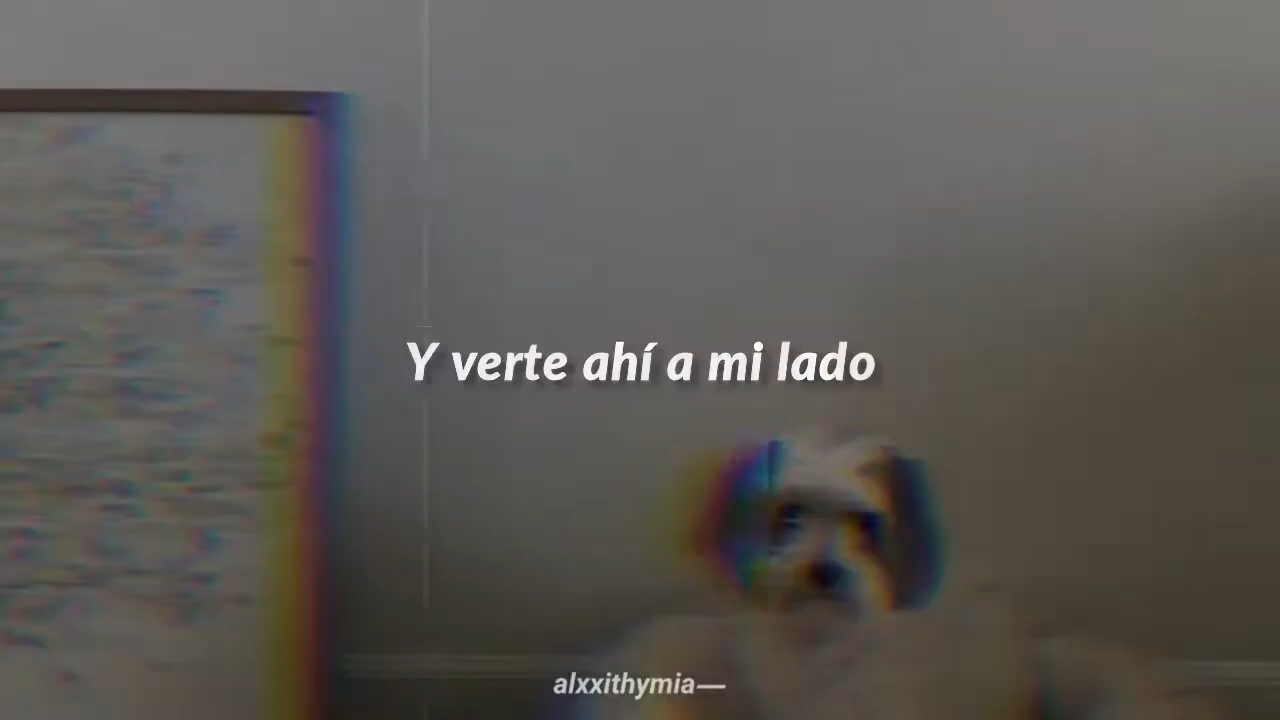 Y verte ahí a mi lado
alxxithymia—